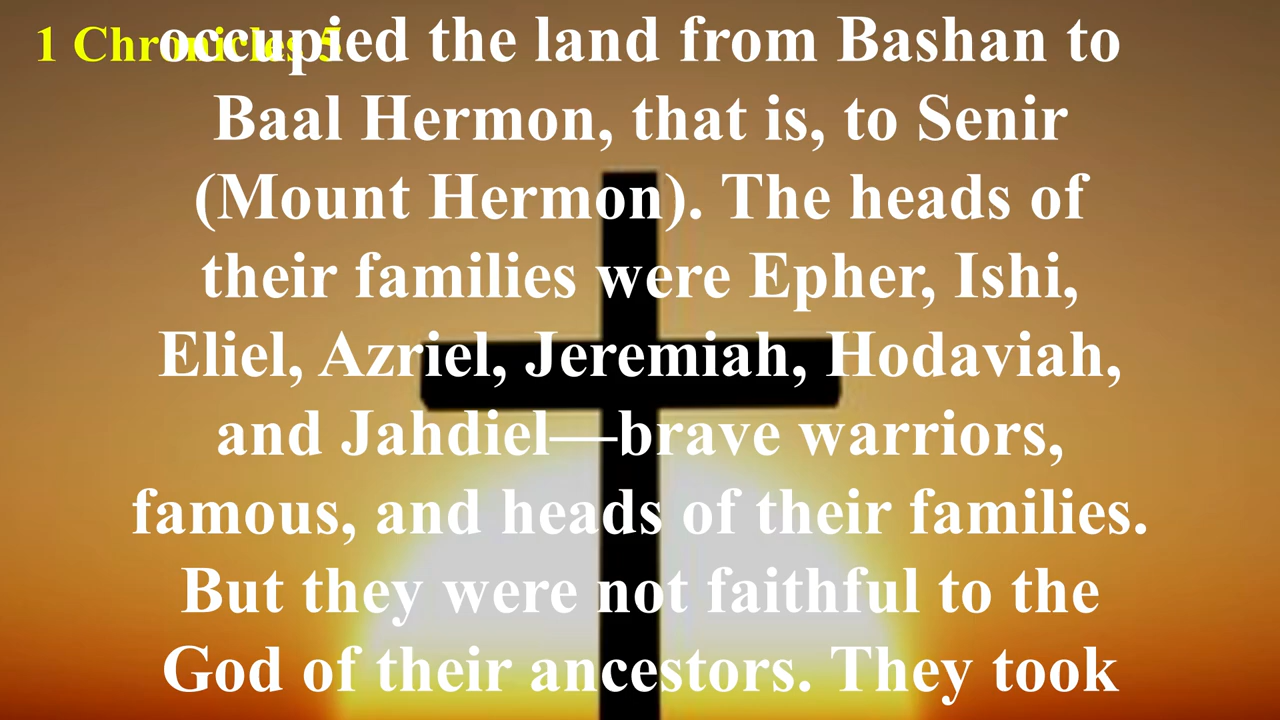 1 Chronicles 5
occupied the land from Bashan to
Baal Hermon, that is, to Senir
(Mount Hermon). The heads of
their families were Epher, Ishi,
Eliel, Azriel, Jeremiah, Hodaviah,
and Jahdiel—brave warriors,
famous, and heads of their families.
But they were not faithful to the
God of their ancestors. They took